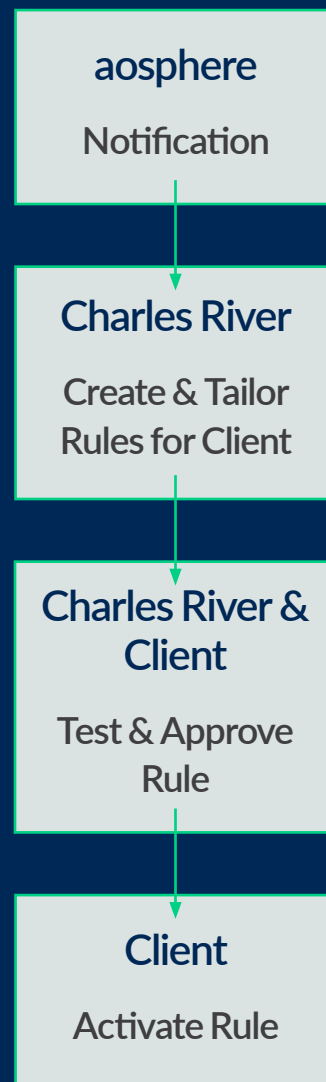 aosphere
Notification
Charles River
Create & Tailor
Rules for Client
Charles River &
Client
Test & Approve
Rule
Client
Activate Rule